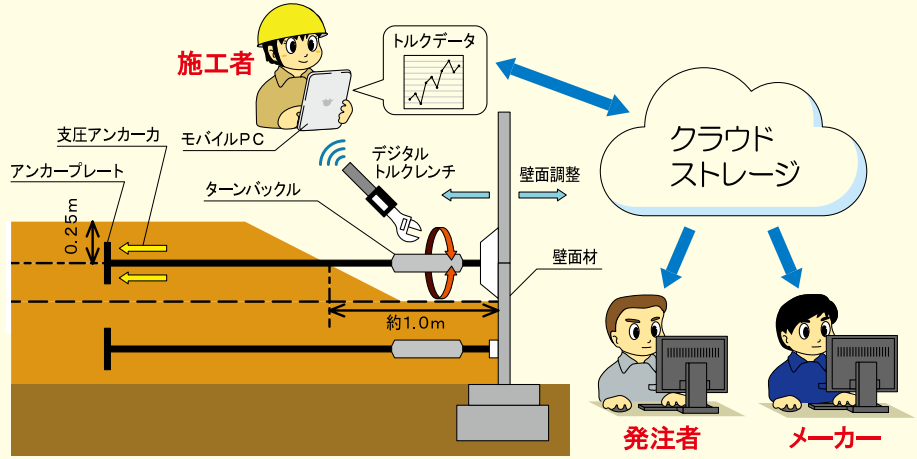 施工者
トルクデータ
クラウド
ストレージ
支圧アンカー力
モバイルPC
アンカープレート
デジタル
トルクレンチ
ターンバックル
壁面調整
0.25m
壁面材
約1.0m
発注者
メーカー